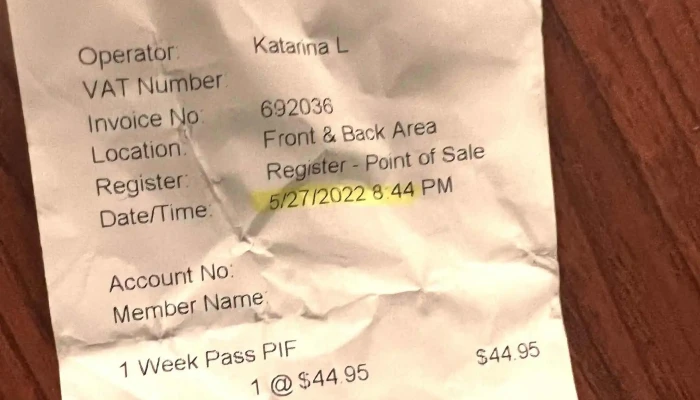 Operator: Katarina L
VAT Number:
Invoice No: 692036
Location: Front & Back Area
Register: Register - Point of Sale
Date/Time: 5/27/2022 8:44 PM
Account No:
Member Name:
1 Week Pass PIF $44.95
1 @ $44.95